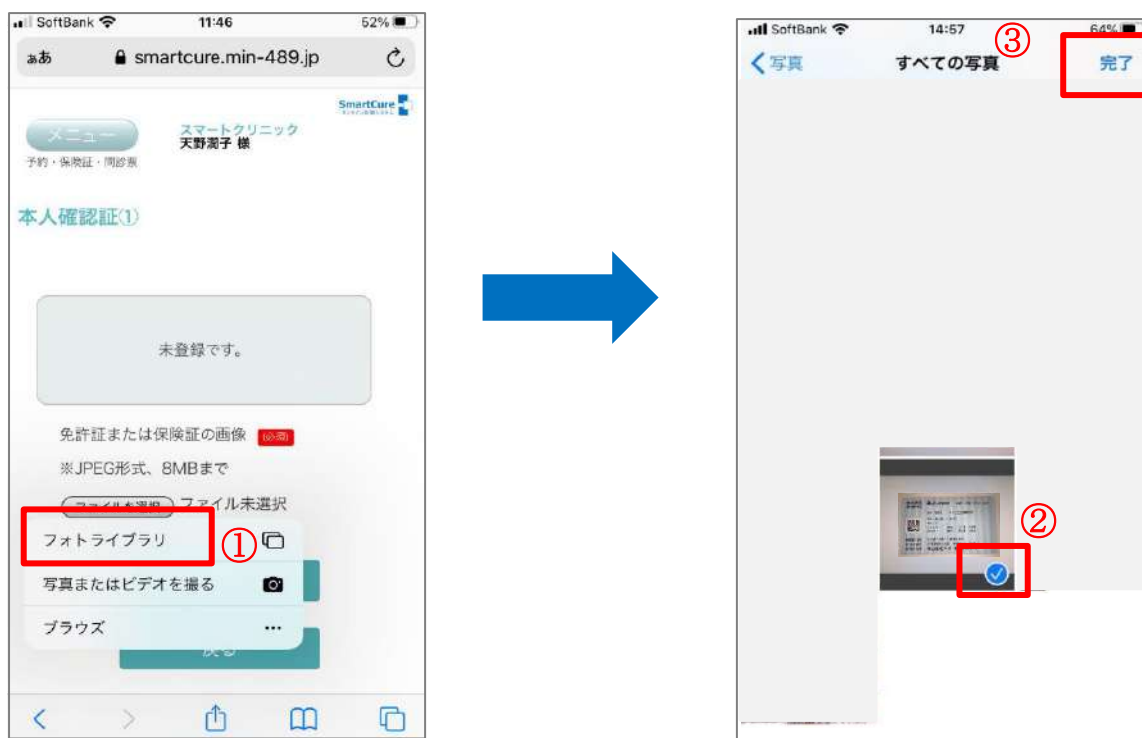 SoftBank 11:46 52%
ぁあ smartcure.min-489.jp
SmartCure
メニュー
スマートクリニック
天野潤子 様
予約・保険証・問診票
本人確認証(1)
未登録です。
免許証または保険証の画像 (必須)
※JPEG形式、8MBまで
ファイルを選択 ファイル未選択
フォトライブラリ ①
写真またはビデオを撮る
ブラウズ
戻る
SoftBank 14:57 64%
③
写真 すべての写真 完了
②